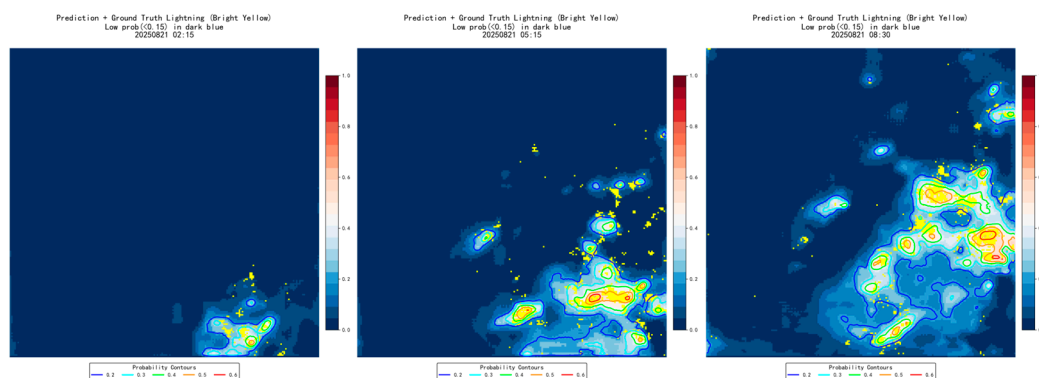 Prediction + Ground Truth Lightning (Bright Yellow)
Low prob(<0.15) in dark blue
20250821 02:15
1.0
0.8
0.6
0.4
0.2
0.0
Probability Contours
0.2 0.3 0.4 0.5 0.6
Prediction + Ground Truth Lightning (Bright Yellow)
Low prob(<0.15) in dark blue
20250821 05:15
1.0
0.8
0.6
0.4
0.2
0.0
Probability Contours
0.2 0.3 0.4 0.5 0.6
Prediction + Ground Truth Lightning (Bright Yellow)
Low prob(<0.15) in dark blue
20250821 08:30
Probability Contours
0.2 0.3 0.4 0.5 0.6